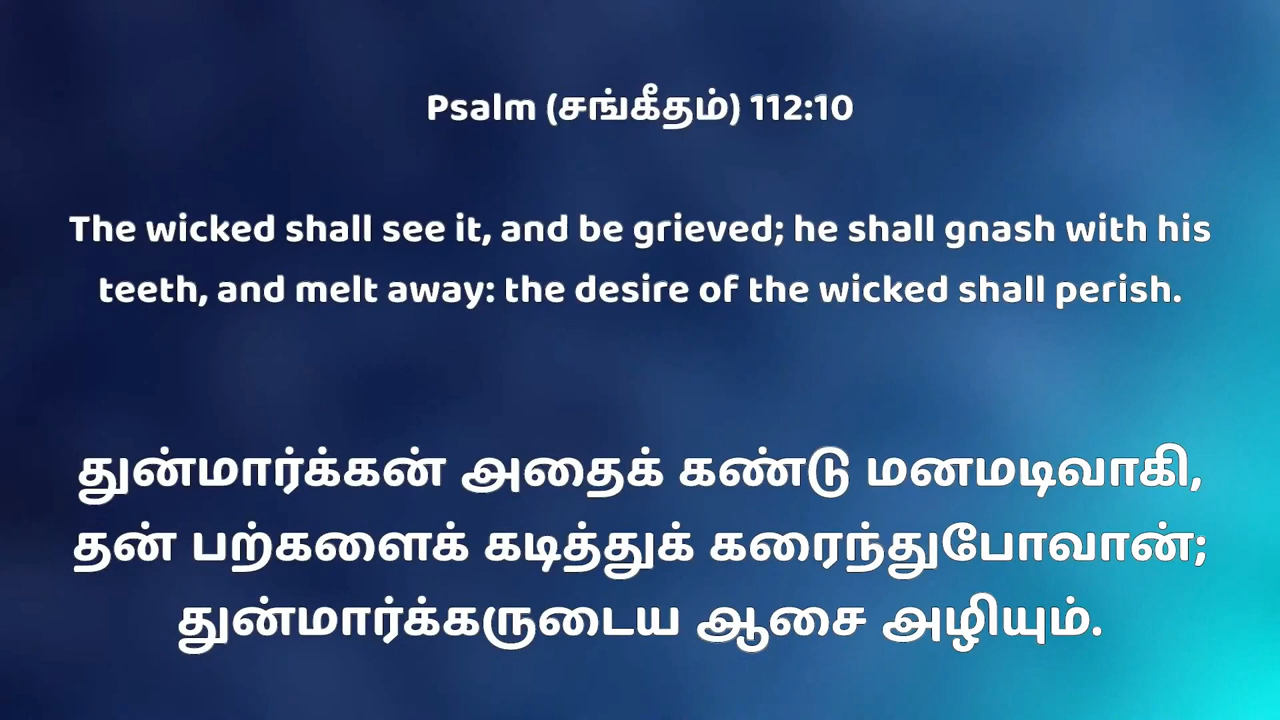 Psalm (சங்கீதம்) 112:10
The wicked shall see it, and be grieved; he shall gnash with his
teeth, and melt away: the desire of the wicked shall perish.
துன்மார்க்கன் அதைக் கண்டு மனமடிவாகி,
தன் பற்களைக் கடித்துக் கரைந்துபோவான்;
துன்மார்க்கருடைய ஆசை அழியும்.